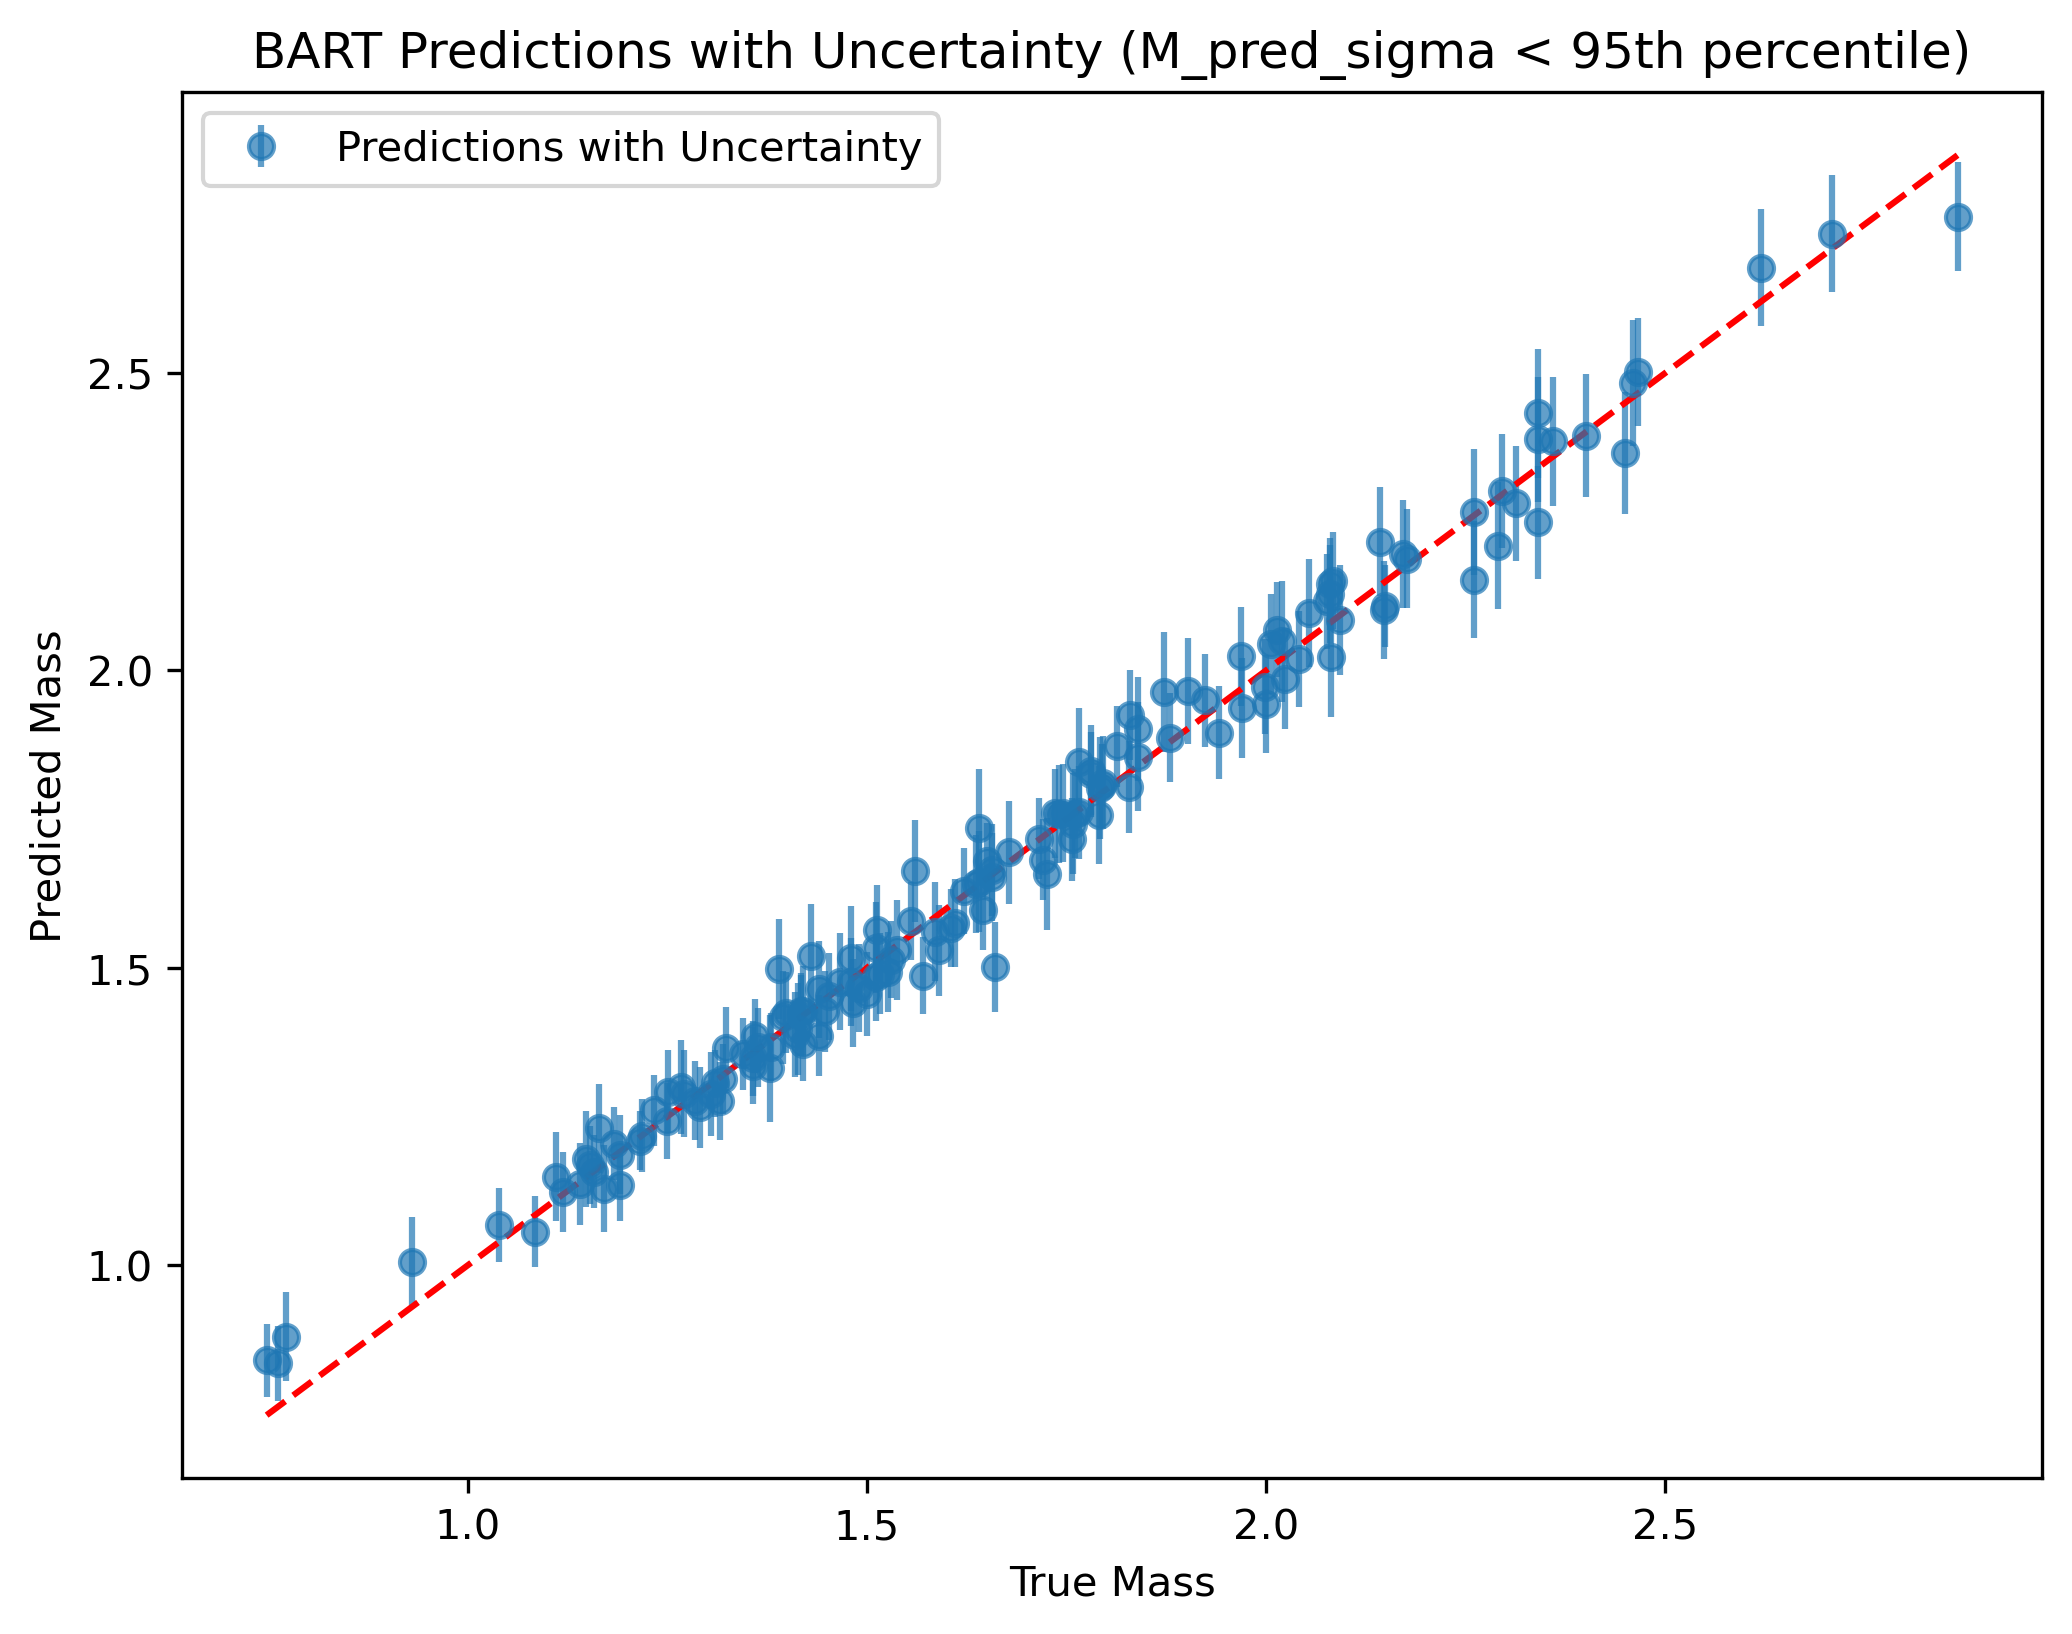 BART Predictions with Uncertainty (M_pred_sigma < 95th percentile)
Predictions with Uncertainty
Predicted Mass
2.5
2.0
1.5
1.0
1.0 1.5 2.0 2.5
True Mass